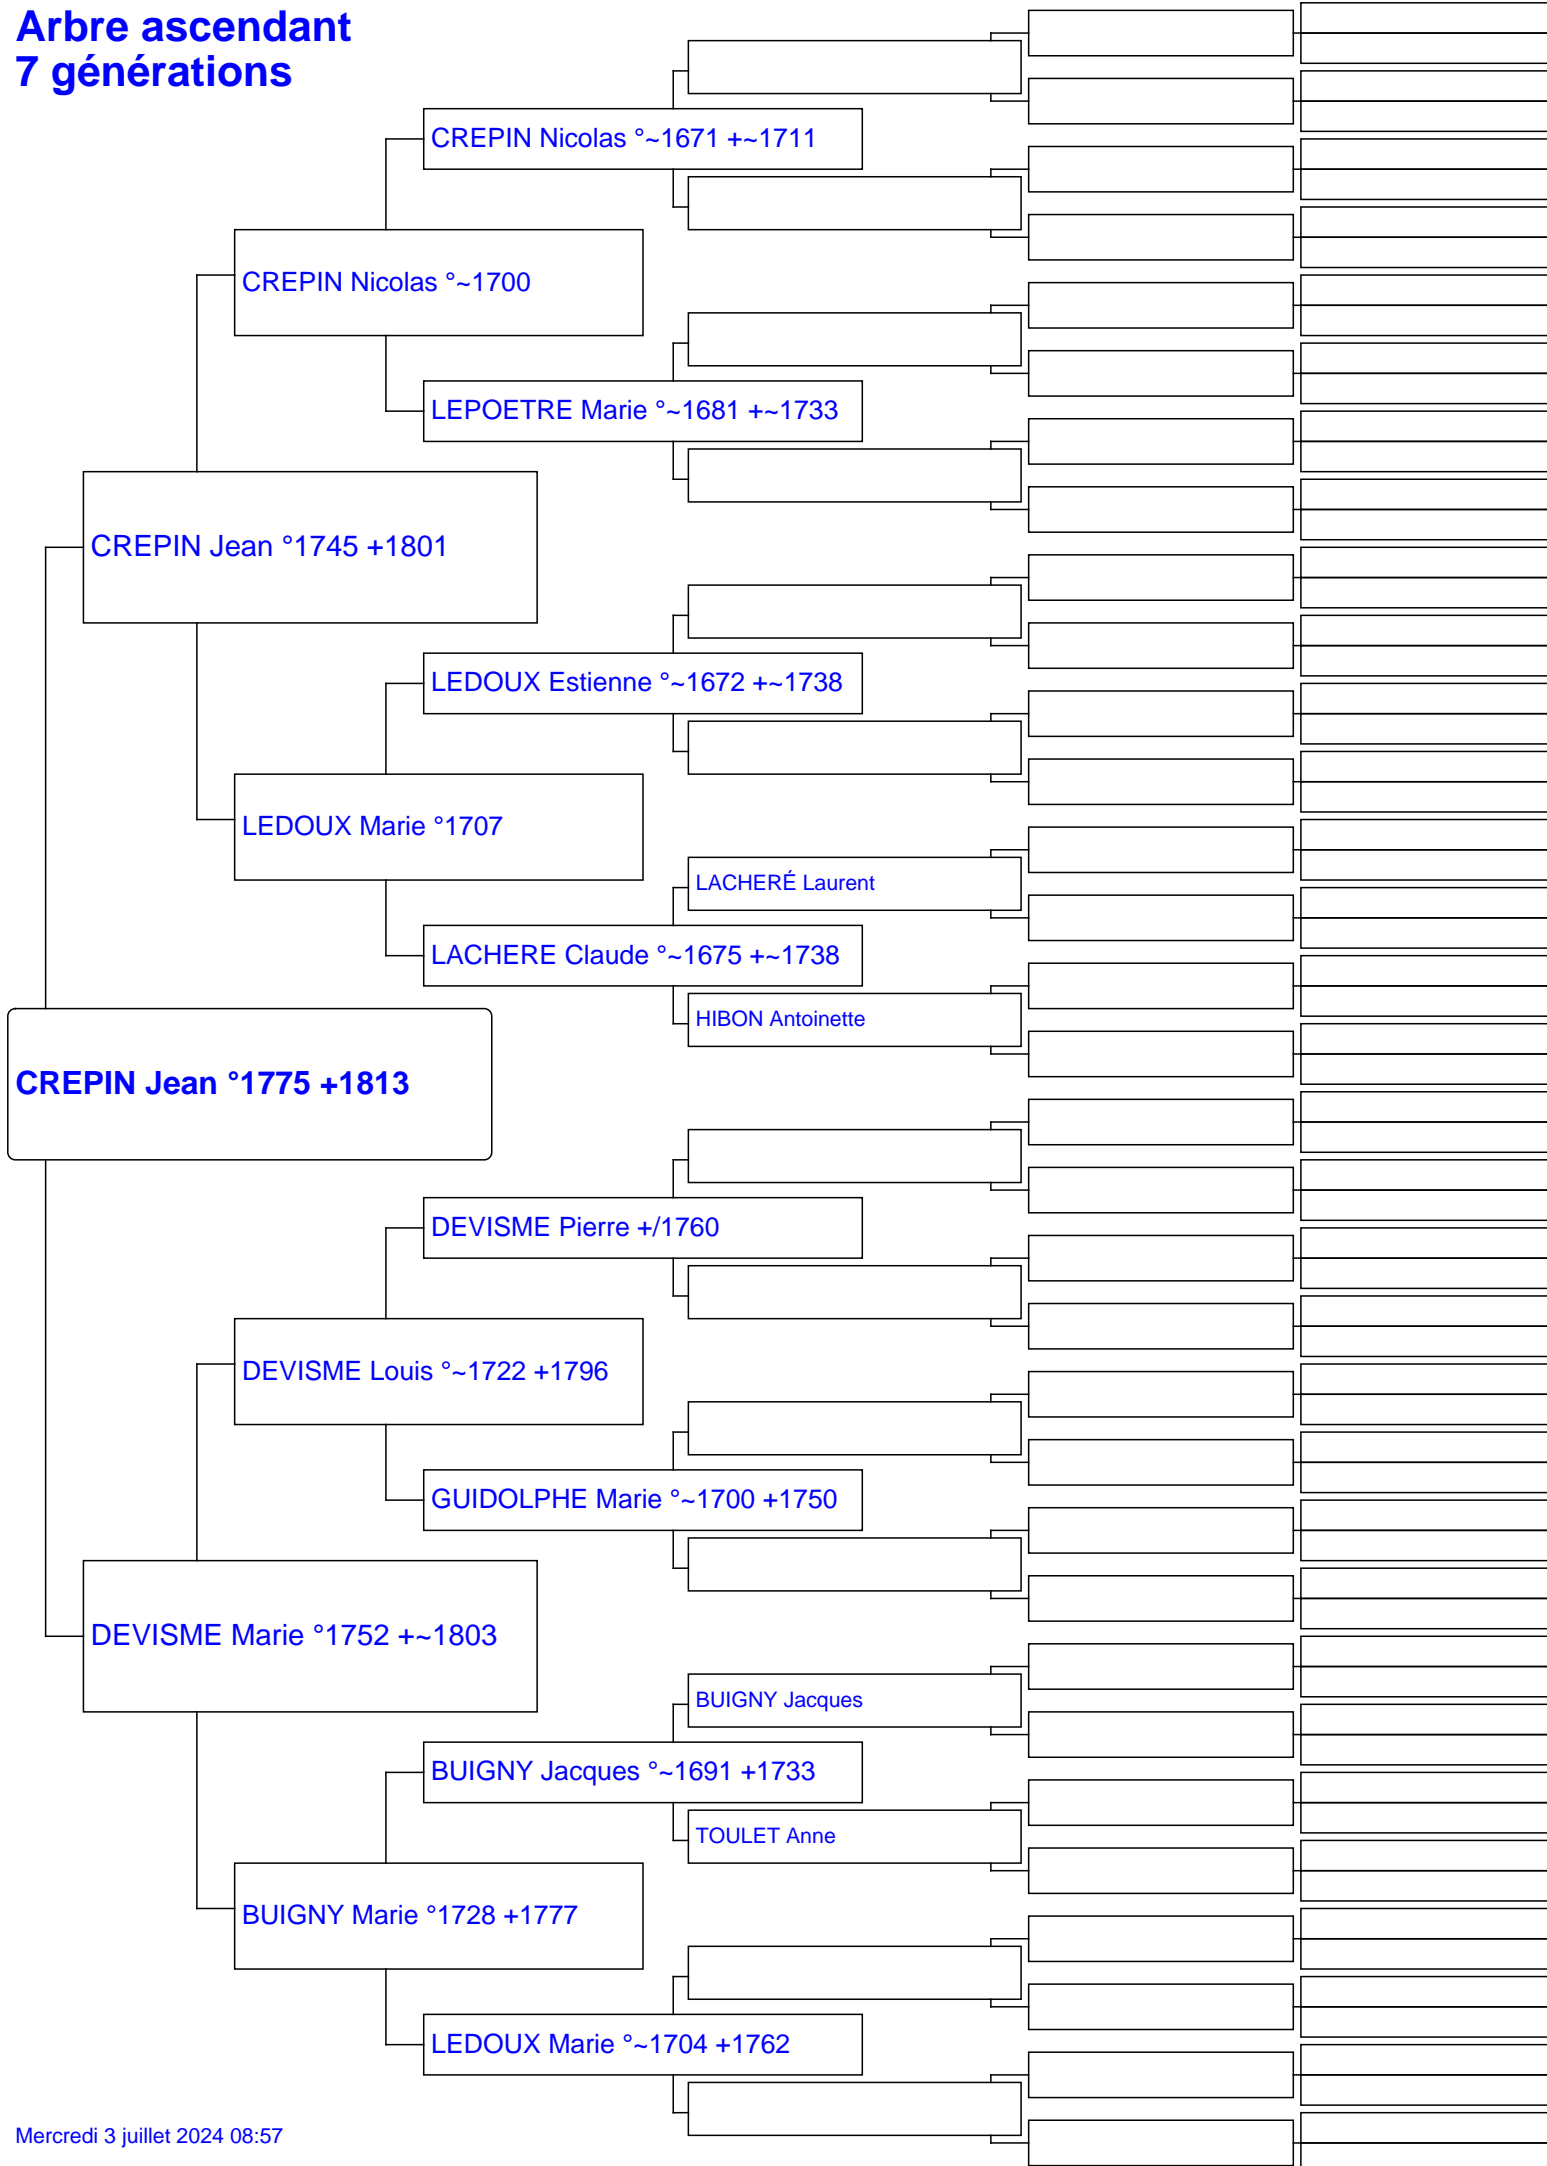 Arbre ascendant
7 générations
CREPIN Nicolas °~1671 +~1711
CREPIN Nicolas °~1700
LEPOETRE Marie °~1681 +~1733
CREPIN Jean °1745 +1801
LEDOUX Estienne °~1672 +~1738
LEDOUX Marie °1707
LACHERÉ Laurent
LACHERE Claude °~1675 +~1738
HIBON Antoinette
CREPIN Jean °1775 +1813
DEVISME Pierre +/1760
DEVISME Louis °~1722 +1796
GUIDOLPHE Marie °~1700 +1750
DEVISME Marie °1752 +~1803
BUIGNY Jacques
BUIGNY Jacques °~1691 +1733
TOULET Anne
BUIGNY Marie °1728 +1777
LEDOUX Marie °~1704 +1762
Mercredi 3 juillet 2024 08:57